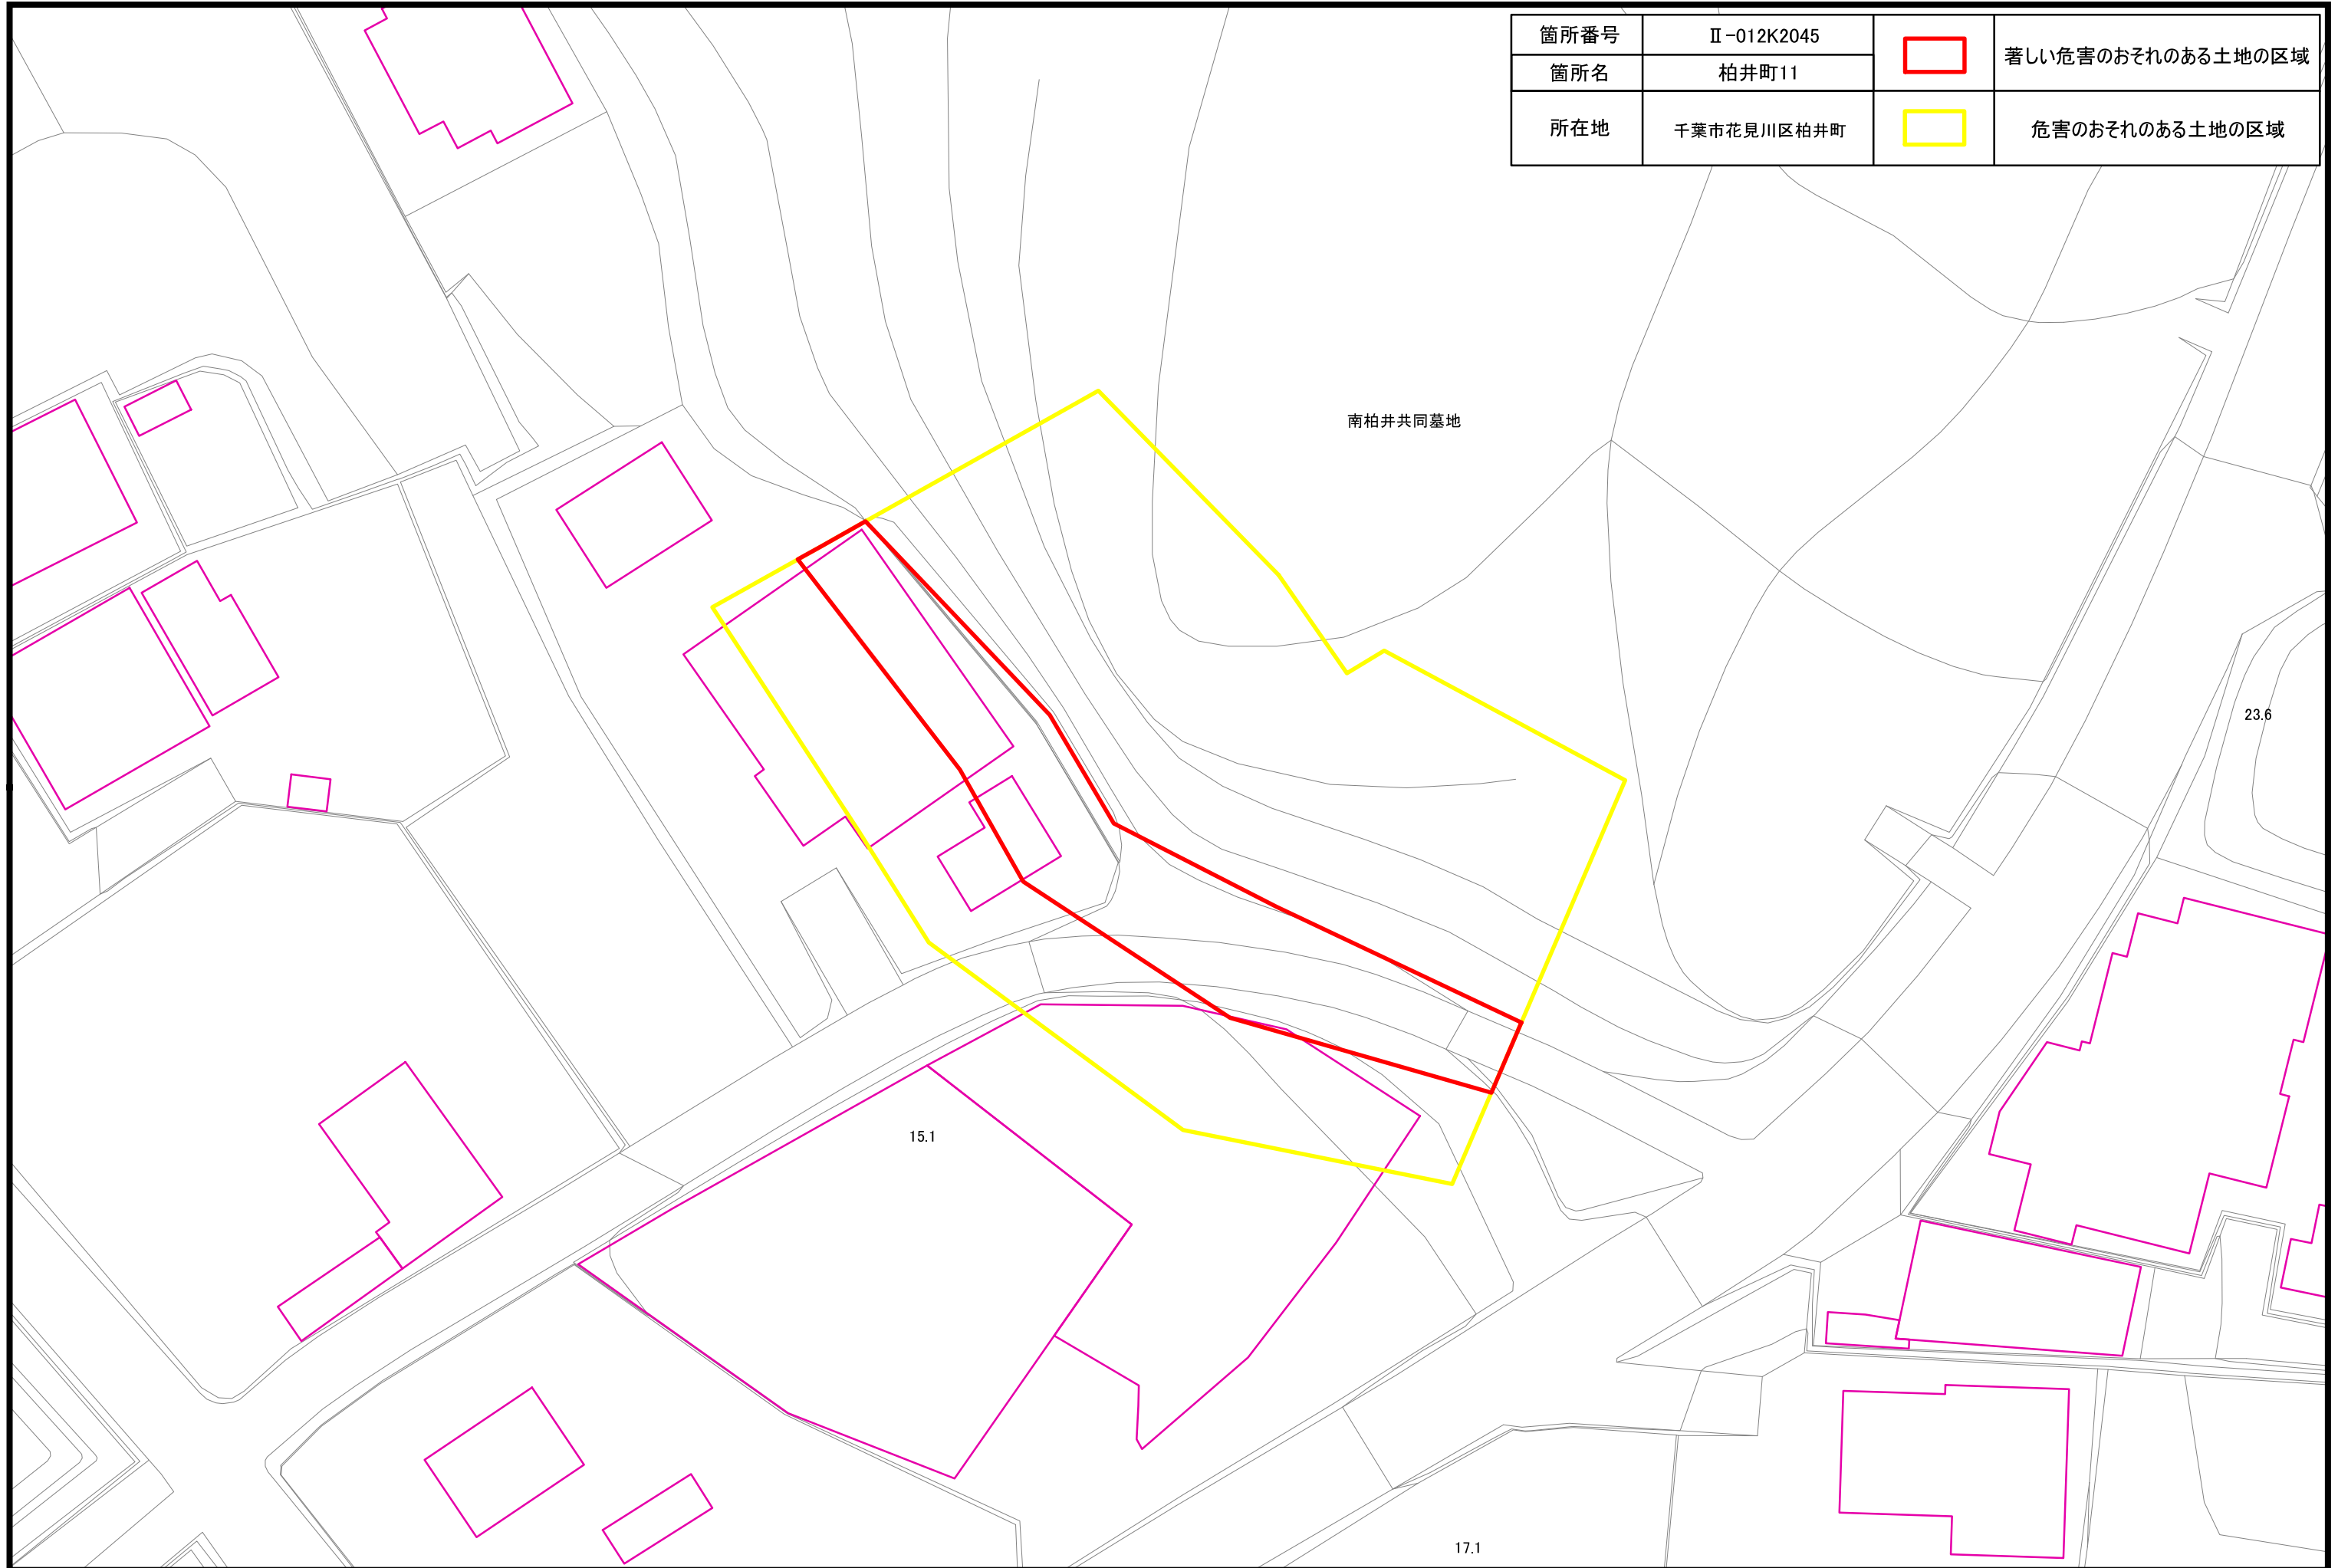 箇所番号 Ⅱ-012K2045 著しい危害のおそれのある土地の区域
箇所名 柏井町11
所在地 千葉市花見川区柏井町 危害のおそれのある土地の区域
南柏井共同墓地
23.6
15.1
17.1